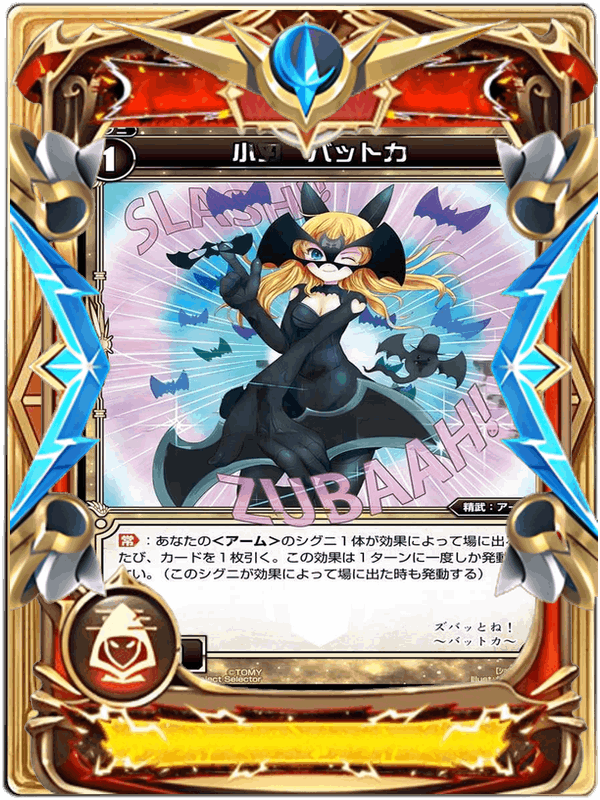 1
小 バットカ
SLASH!
ZUBAAH!
精武：アー
常：あなたの<アーム>のシグニ１体が効果によって場に出
たび、カードを１枚引く。この効果は１ターンに一度しか発動
ない。（このシグニが効果によって場に出た時も発動する）
ズバッとね！
～バットカ～
©TOMY
ject Selector